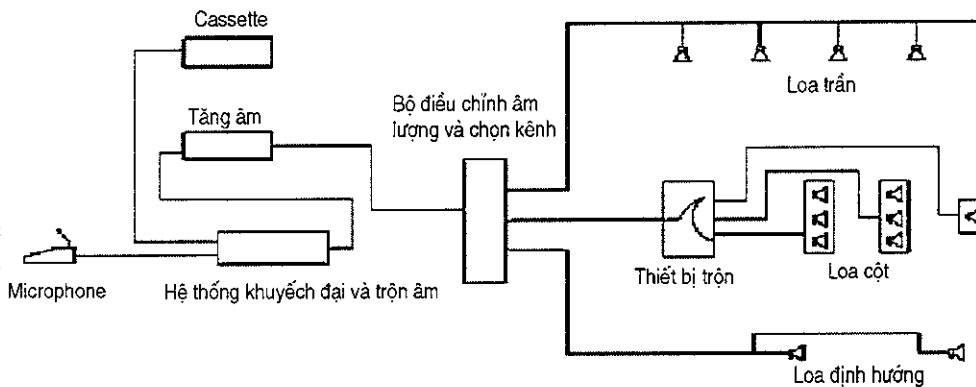 Cassette
Tăng âm
Bộ điều chỉnh âm
lượng và chọn kênh
Loa trần
Microphone
Hệ thống khuyếch đại và trộn âm
Thiết bị trộn
Loa cột
Loa định hướng